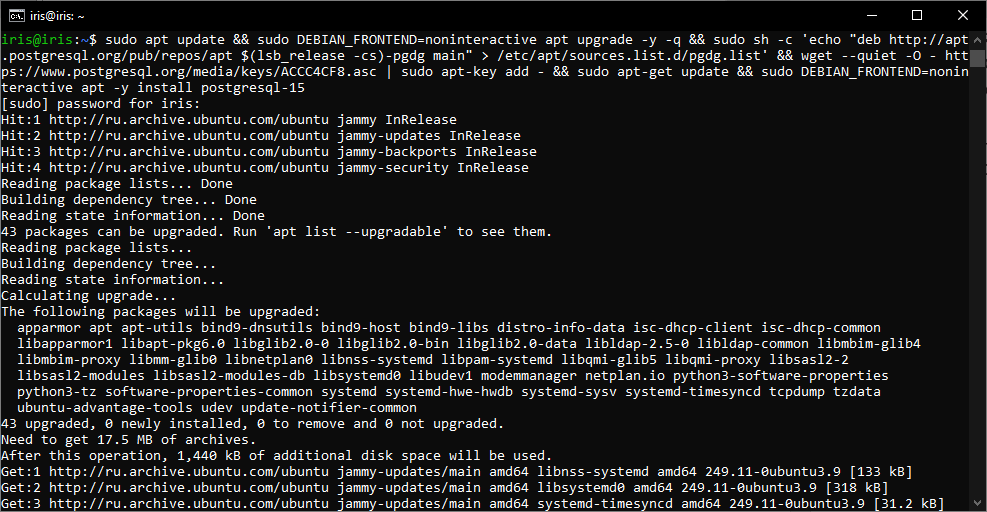 iris@iris: ~
iris@iris:~$ sudo apt update && sudo DEBIAN_FRONTEND=noninteractive apt upgrade -y -q && sudo sh -c 'echo "deb http://apt
.postgresql.org/pub/repos/apt $(lsb_release -cs)-pgdg main" > /etc/apt/sources.list.d/pgdg.list' && wget --quiet -O - htt
ps://www.postgresql.org/media/keys/ACCC4CF8.asc | sudo apt-key add - && sudo apt-get update && sudo DEBIAN_FRONTEND=nonin
teractive apt -y install postgresql-15
[sudo] password for iris:
Hit:1 http://ru.archive.ubuntu.com/ubuntu jammy InRelease
Hit:2 http://ru.archive.ubuntu.com/ubuntu jammy-updates InRelease
Hit:3 http://ru.archive.ubuntu.com/ubuntu jammy-backports InRelease
Hit:4 http://ru.archive.ubuntu.com/ubuntu jammy-security InRelease
Reading package lists... Done
Building dependency tree... Done
Reading state information... Done
43 packages can be upgraded. Run 'apt list --upgradable' to see them.
Reading package lists...
Building dependency tree...
Reading state information...
Calculating upgrade...
The following packages will be upgraded:
  apparmor apt apt-utils bind9-dnsutils bind9-host bind9-libs distro-info-data isc-dhcp-client isc-dhcp-common
  libapparmor1 libapt-pkg6.0 libglib2.0-0 libglib2.0-bin libglib2.0-data libldap-2.5-0 libldap-common libmbim-glib4
  libmbim-proxy libmm-glib0 libnetplan0 libnss-systemd libpam-systemd libqmi-glib5 libqmi-proxy libsasl2-2
  libsasl2-modules libsasl2-modules-db libsystemd0 libudev1 modemmanager netplan.io python3-software-properties
  python3-tz software-properties-common systemd systemd-hwe-hwdb systemd-sysv systemd-timesyncd tcpdump tzdata
  ubuntu-advantage-tools udev update-notifier-common
43 upgraded, 0 newly installed, 0 to remove and 0 not upgraded.
Need to get 17.5 MB of archives.
After this operation, 1,440 kB of additional disk space will be used.
Get:1 http://ru.archive.ubuntu.com/ubuntu jammy-updates/main amd64 libnss-systemd amd64 249.11-0ubuntu3.9 [133 kB]
Get:2 http://ru.archive.ubuntu.com/ubuntu jammy-updates/main amd64 libsystemd0 amd64 249.11-0ubuntu3.9 [318 kB]
Get:3 http://ru.archive.ubuntu.com/ubuntu jammy-updates/main amd64 systemd-timesyncd amd64 249.11-0ubuntu3.9 [31.2 kB]